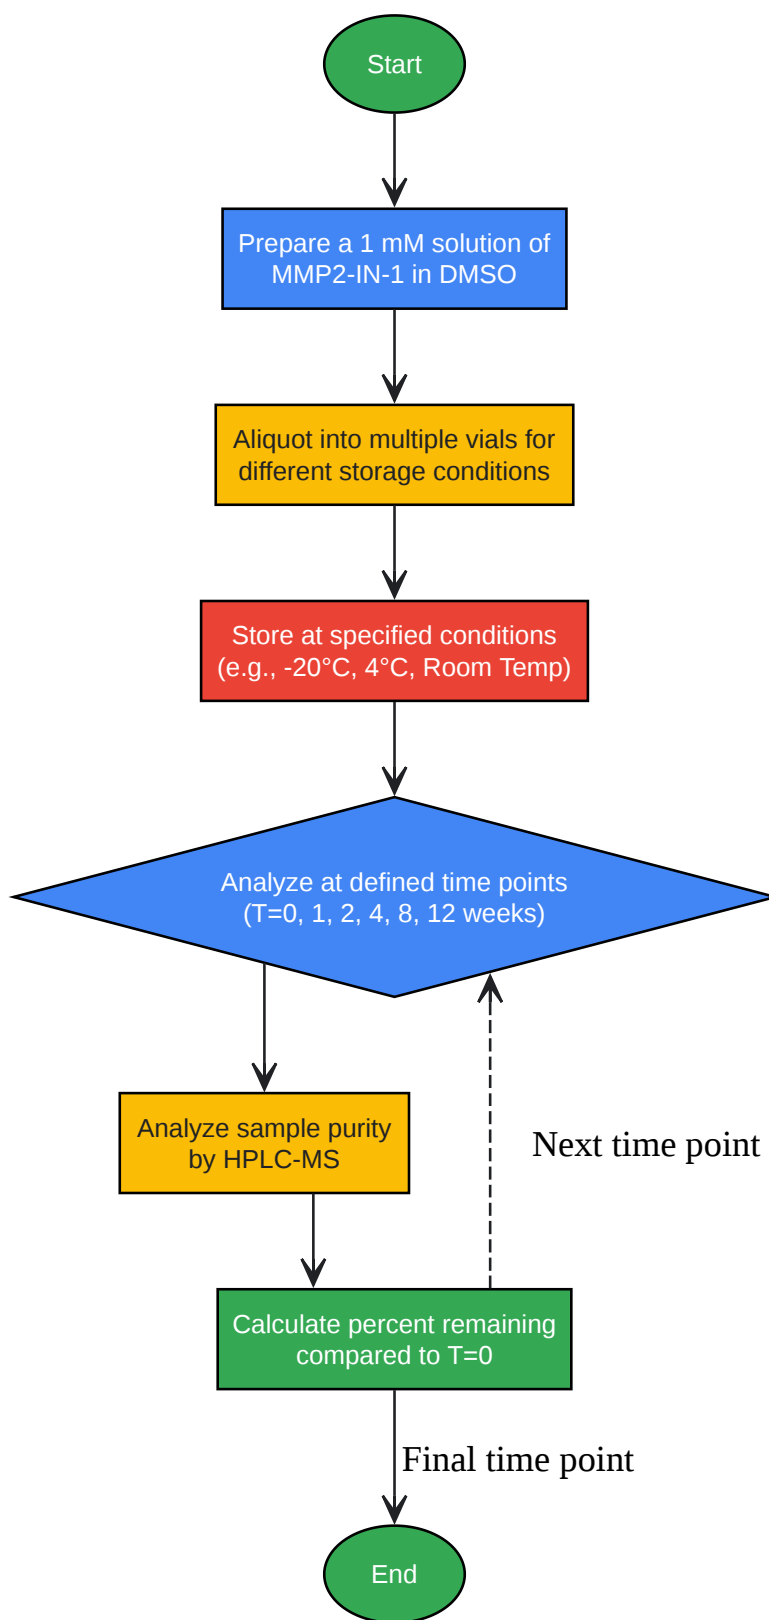 Start
Prepare a 1 mM solution of
MMP2-IN-1 in DMSO
Aliquot into multiple vials for
different storage conditions
Store at specified conditions
(e.g., -20°C, 4°C, Room Temp)
Analyze at defined time points
(T=0, 1, 2, 4, 8, 12 weeks)
Analyze sample purity
by HPLC-MS
Next time point
Calculate percent remaining
compared to T=0
Final time point
End